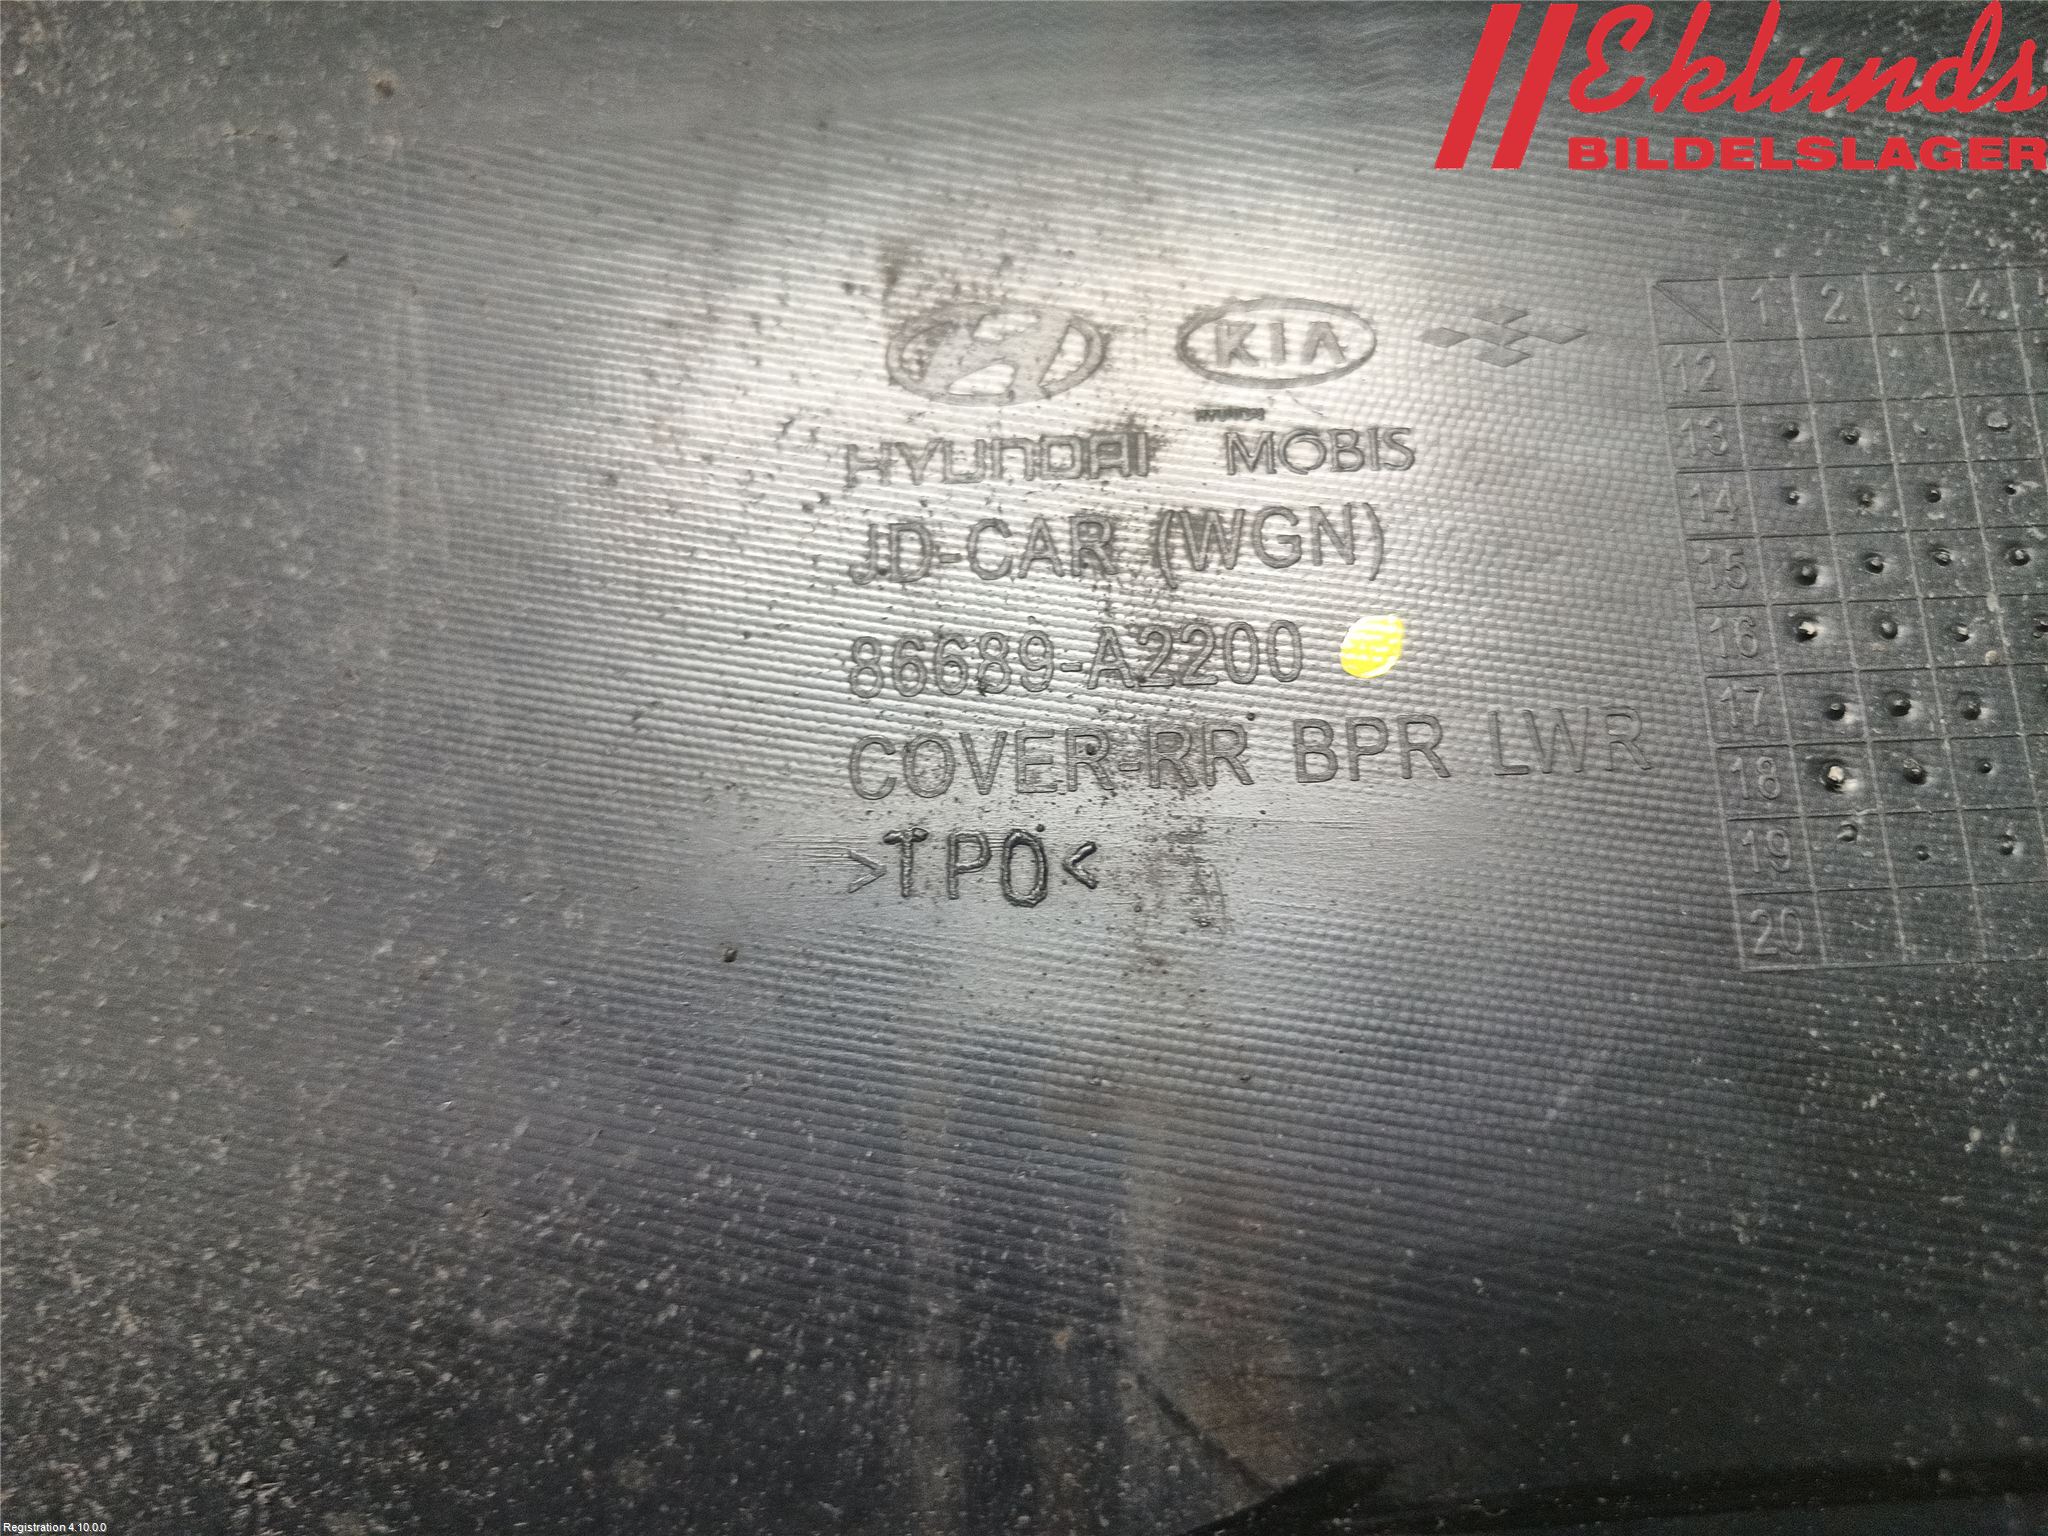 Eklunds
BILDELSLAGER
KIA
HYUNDAI
HYUNDAI MOBIS
JD-CAR (WGN)
86689-A2200
COVER-RR BPR LWR
>TPO<
1 2 3 4
12
13
14
15
16
17
18
19
20
Registration 4.10.0.0